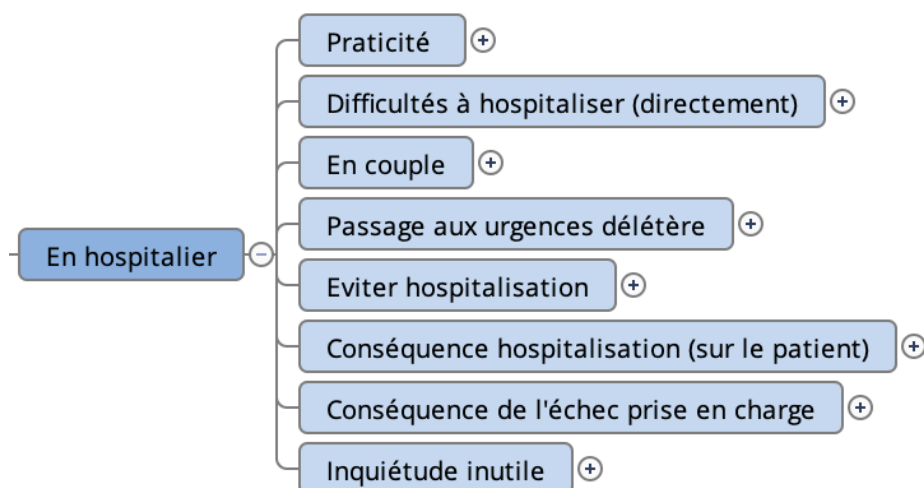 Praticité
Difficultés à hospitaliser (directement)
En couple
Passage aux urgences délétère
En hospitalier
Eviter hospitalisation
Conséquence hospitalisation (sur le patient)
Conséquence de l'échec prise en charge
Inquiétude inutile